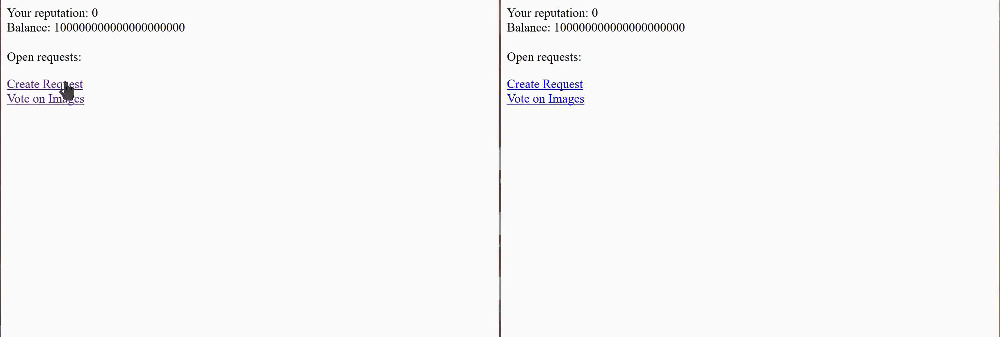 Your reputation: 0
Balance: 100000000000000000000
Open requests:
Create Request
Vote on Images
Your reputation: 0
Balance: 100000000000000000000
Open requests:
Create Request
Vote on Images